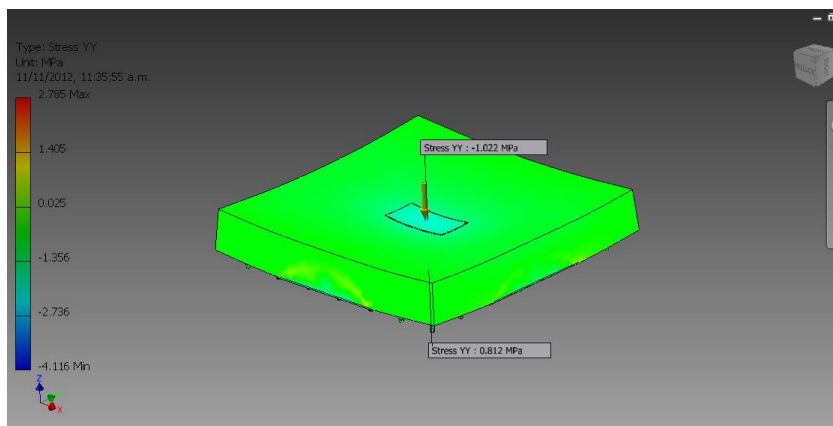 Type: Stress YY
Unit: MPa
11/11/2012, 11:35:55 a.m.
2.785 Max
1.405
0.025
-1.356
-2.736
-4.116 Min
Stress YY : -1.022 MPa
Stress YY : 0.812 MPa
Z
X